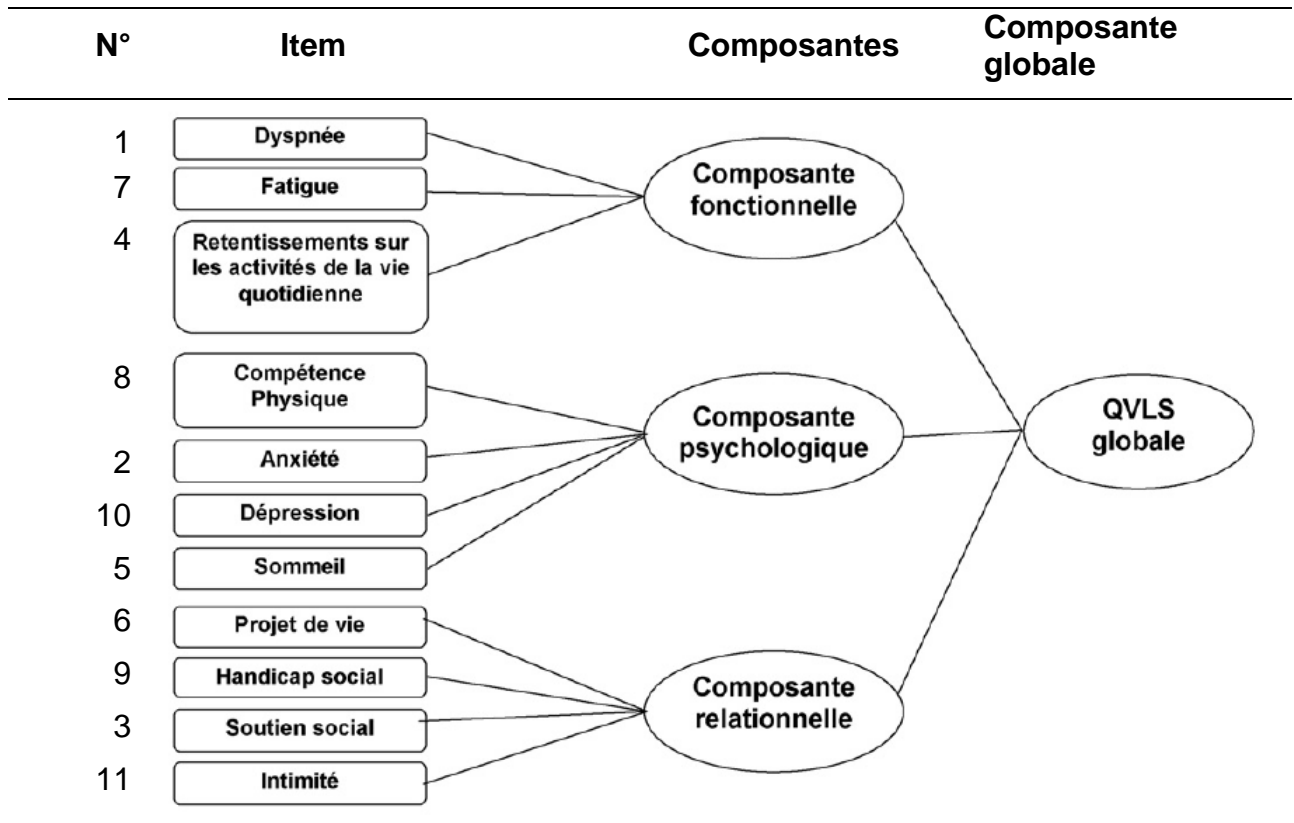 N° Item Composantes Composante
globale
1 Dyspnée
7 Fatigue
4 Retentissements sur
les activités de la vie
quotidienne
Composante
fonctionnelle
8 Compétence
Physique
2 Anxiété
10 Dépression
5 Sommeil
Composante
psychologique
QVLS
globale
6 Projet de vie
9 Handicap social
3 Soutien social
11 Intimité
Composante
relationnelle